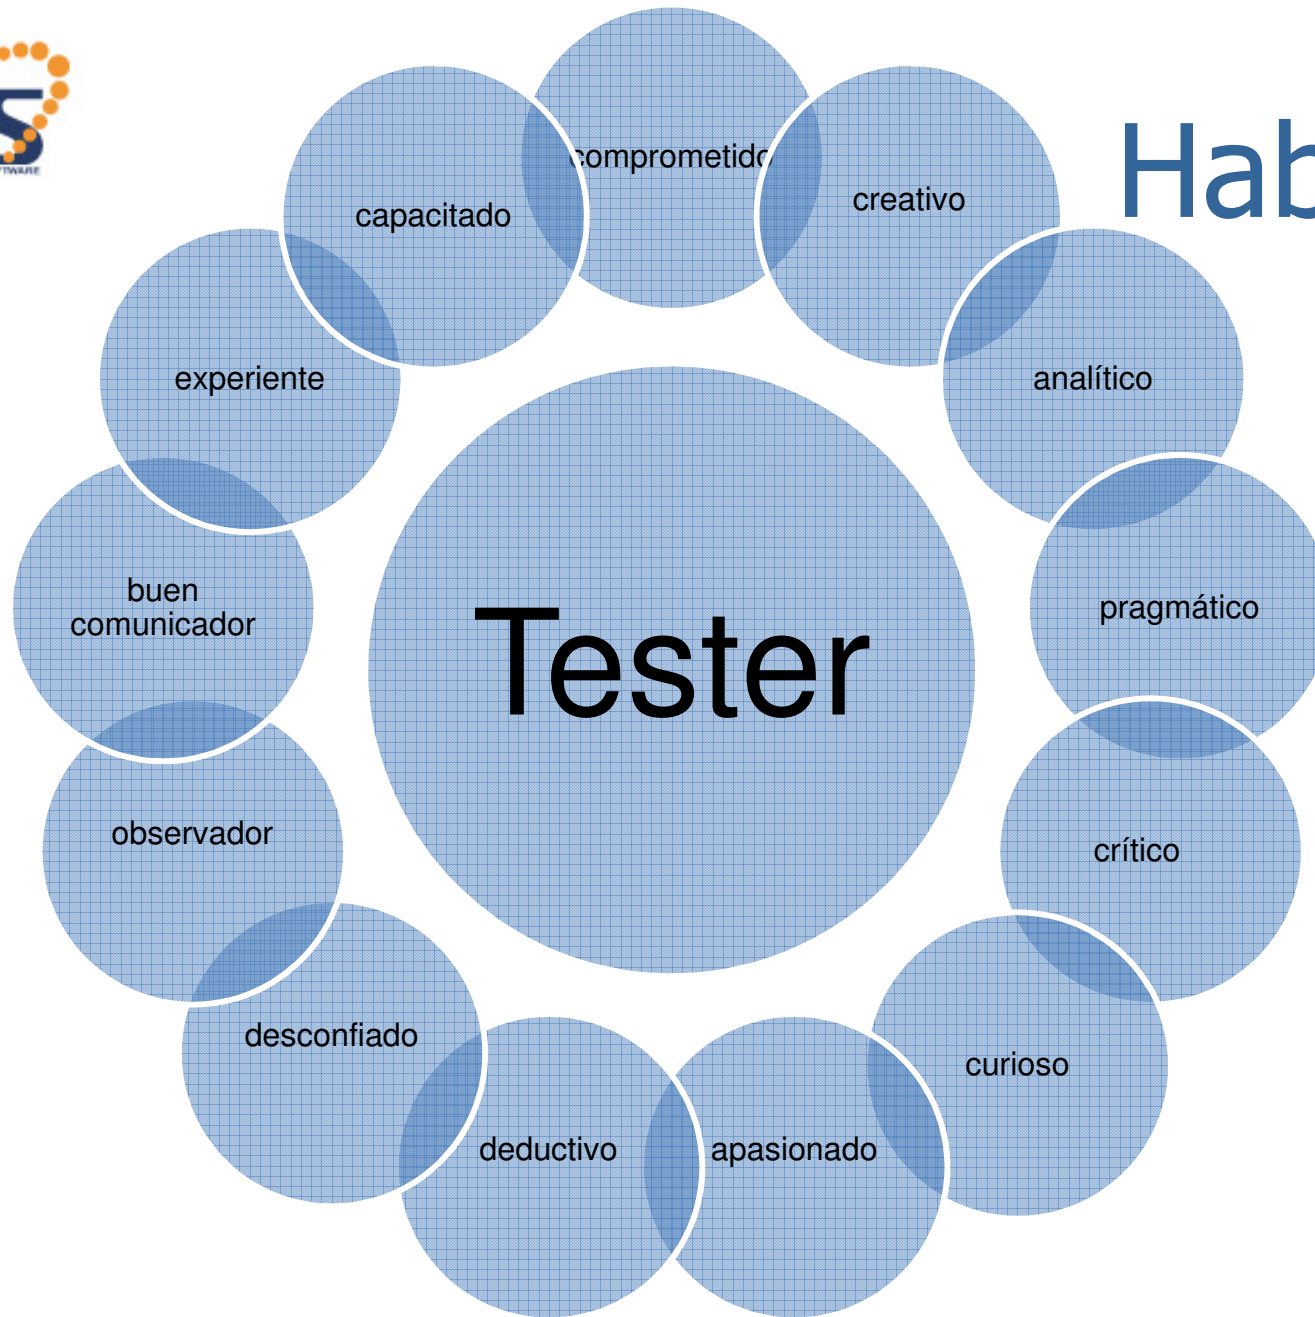 Hab
comprometido
creativo
analítico
pragmático
crítico
curioso
apasionado
deductivo
desconfiado
observador
buen
comunicador
experiente
capacitado
Tester